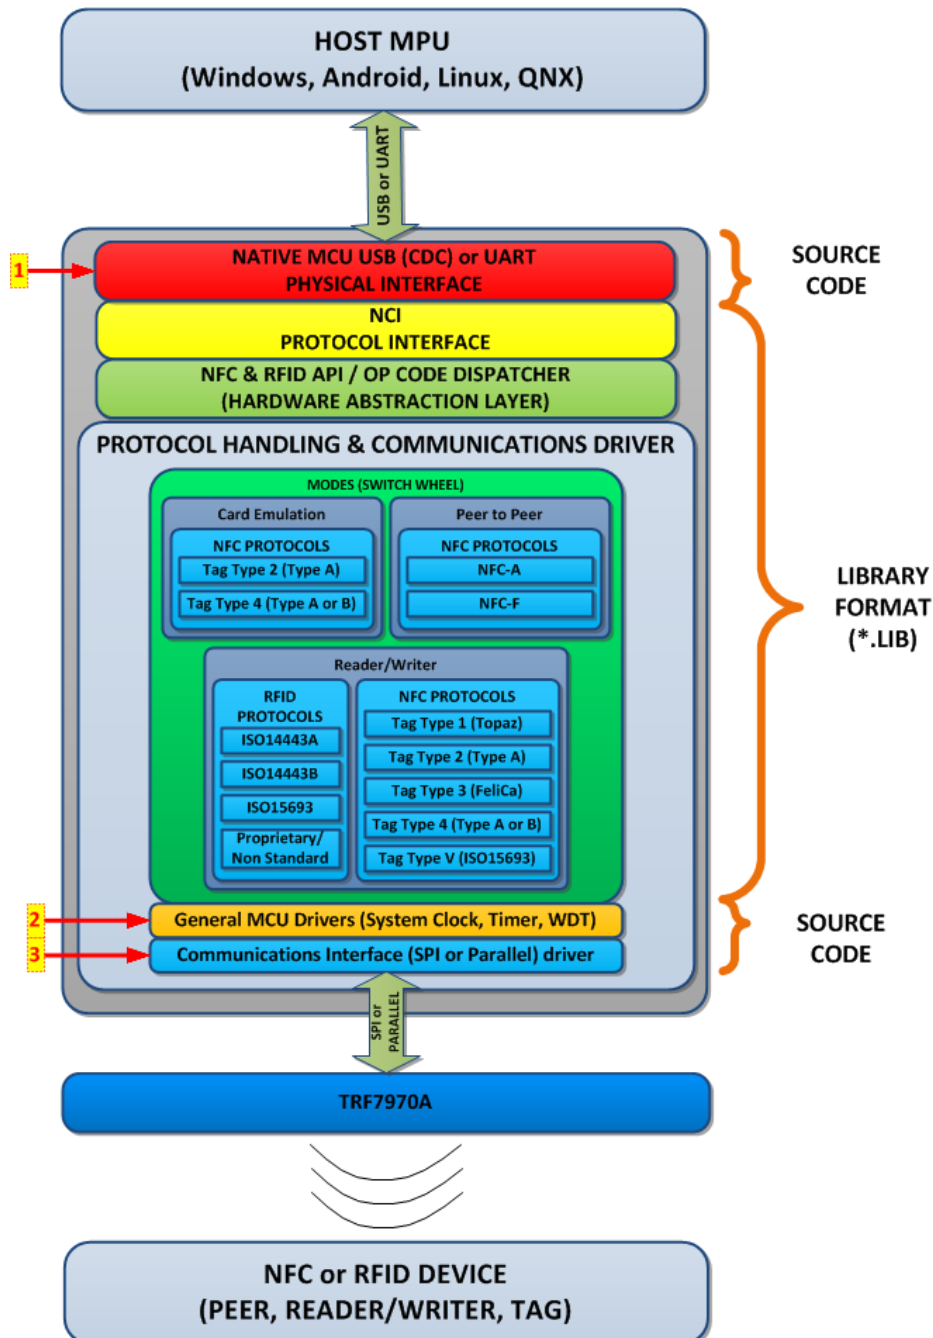 HOST MPU
(Windows, Android, Linux, QNX)
USB or UART
1
NATIVE MCU USB (CDC) or UART
PHYSICAL INTERFACE
SOURCE
CODE
NCI
PROTOCOL INTERFACE
NFC & RFID API / OP CODE DISPATCHER
(HARDWARE ABSTRACTION LAYER)
PROTOCOL HANDLING & COMMUNICATIONS DRIVER
MODES (SWITCH WHEEL)
Card Emulation
NFC PROTOCOLS
Tag Type 2 (Type A)
Tag Type 4 (Type A or B)
Peer to Peer
NFC PROTOCOLS
NFC-A
NFC-F
LIBRARY
FORMAT
(*.LIB)
Reader/Writer
RFID
PROTOCOLS
ISO14443A
ISO14443B
ISO15693
Proprietary/
Non Standard
NFC PROTOCOLS
Tag Type 1 (Topaz)
Tag Type 2 (Type A)
Tag Type 3 (FeliCa)
Tag Type 4 (Type A or B)
Tag Type V (ISO15693)
2
General MCU Drivers (System Clock, Timer, WDT)
3
Communications Interface (SPI or Parallel) driver
SOURCE
CODE
SPI or
PARALLEL
TRF7970A
NFC or RFID DEVICE
(PEER, READER/WRITER, TAG)